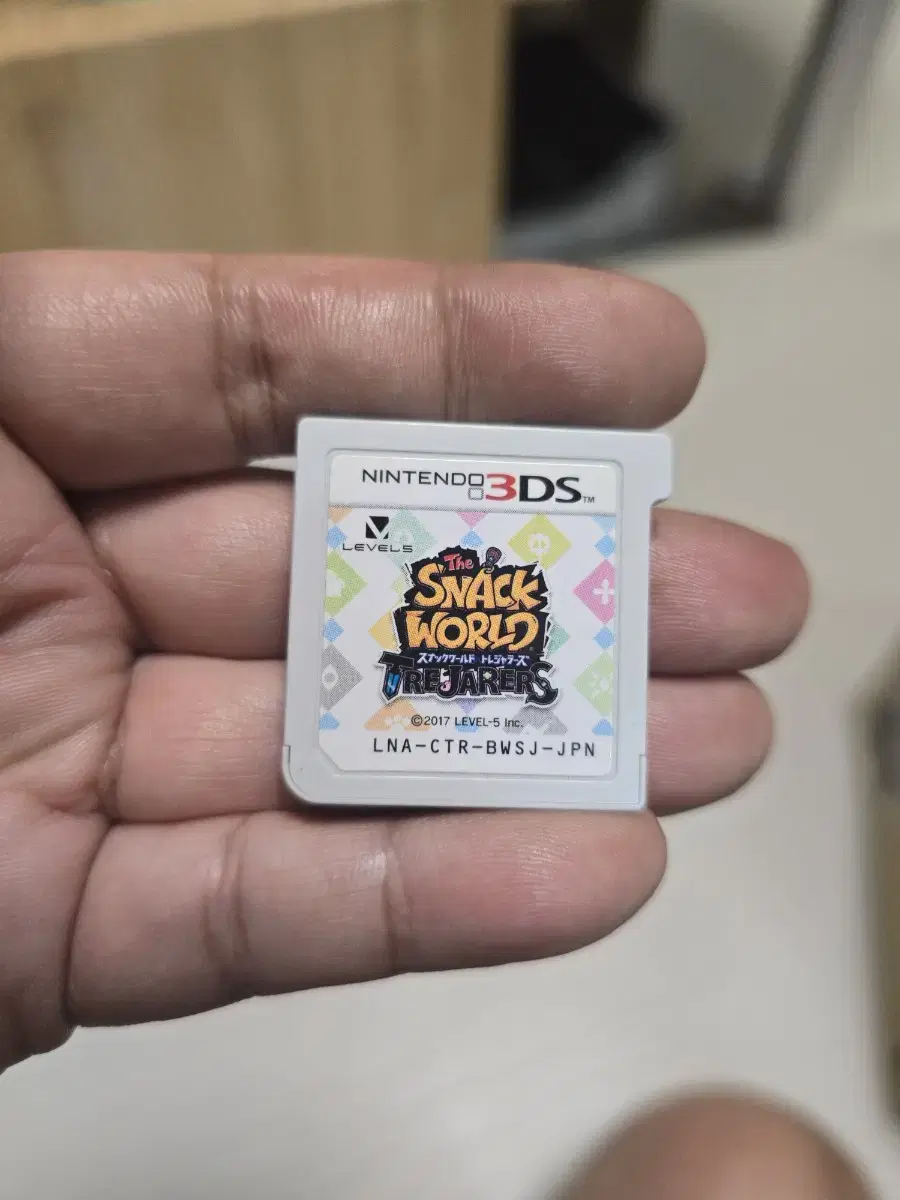 NINTENDO 3DS™
LEVEL5
The
SNACK
WORLD
スナックワールド トレジャラーズ
TREJARERS
©2017 LEVEL-5 Inc.
LNA-CTR-BWSJ-JPN